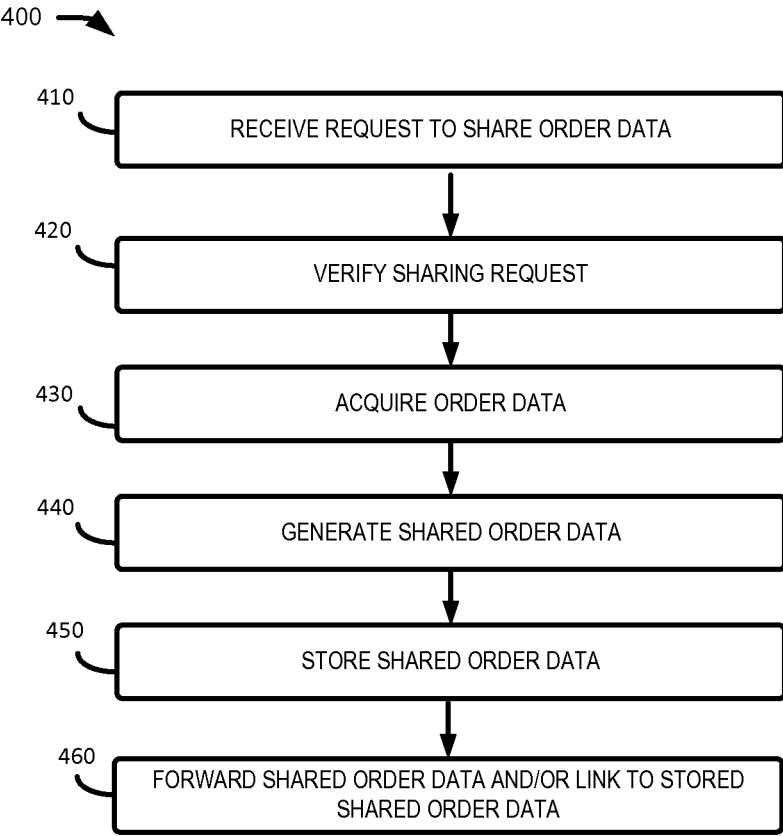 400
410
RECEIVE REQUEST TO SHARE ORDER DATA
420
VERIFY SHARING REQUEST
430
ACQUIRE ORDER DATA
440
GENERATE SHARED ORDER DATA
450
STORE SHARED ORDER DATA
460
FORWARD SHARED ORDER DATA AND/OR LINK TO STORED
SHARED ORDER DATA